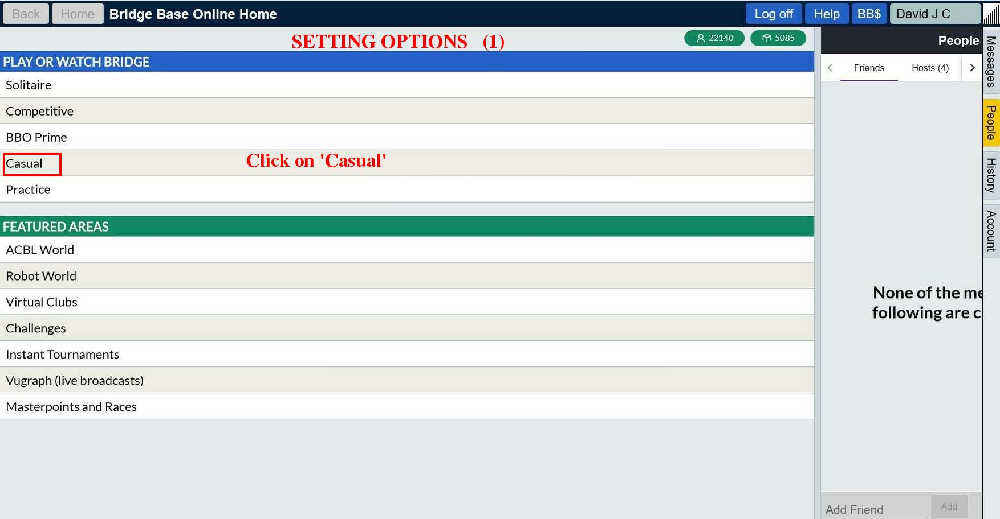 Back Home Bridge Base Online Home Log off Help BB$ David J C
SETTING OPTIONS (1)
22140 5085
People
PLAY OR WATCH BRIDGE
Friends Hosts (4)
Solitaire
Competitive
BBO Prime
Casual
Click on 'Casual'
Practice
FEATURED AREAS
ACBL World
Robot World
Virtual Clubs
Challenges
Instant Tournaments
Vugraph (live broadcasts)
Masterpoints and Races
None of the
following are
Add Friend Add
Messages
People
History
Account